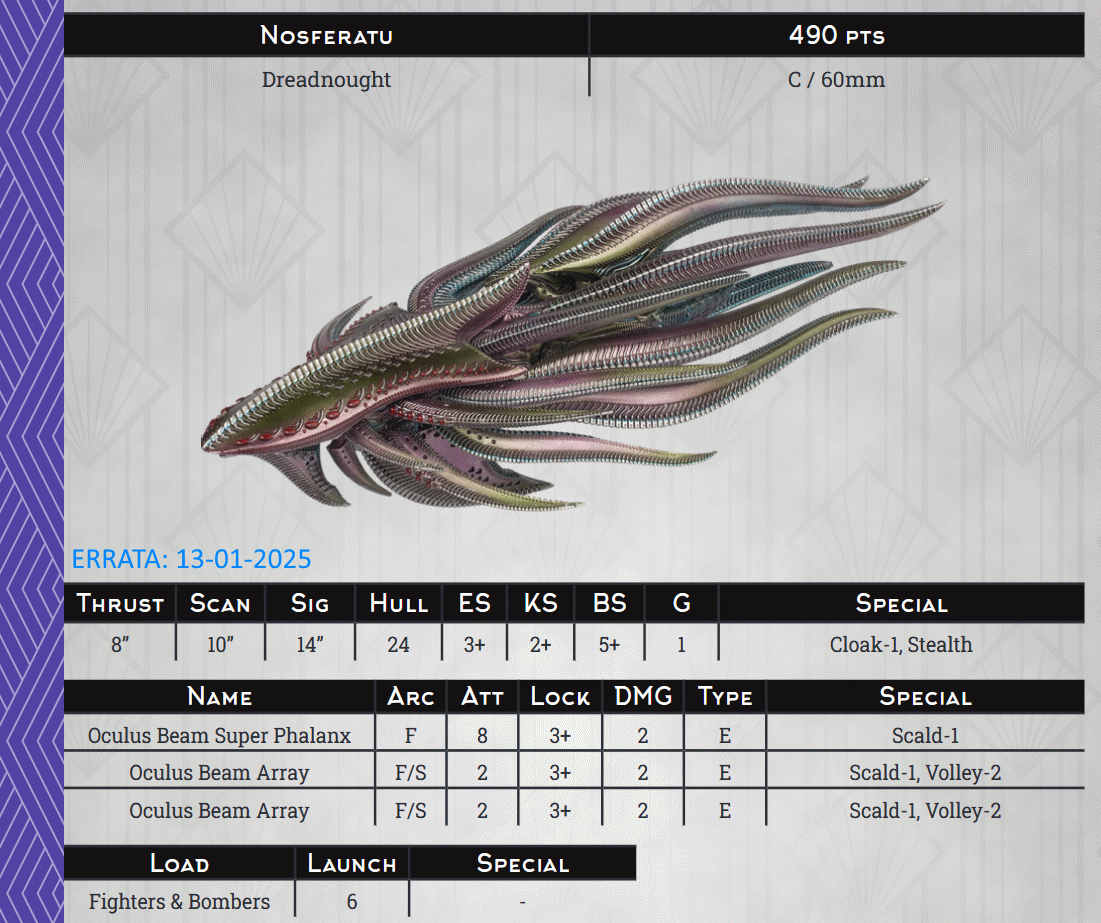 Nosferatu 490 pts
Dreadnought C / 60mm
ERRATA: 13-01-2025
Thrust Scan Sig Hull ES KS BS G Special
8” 10” 14” 24 3+ 2+ 5+ 1 Cloak-1, Stealth
Name Arc Att Lock DMG Type Special
Oculus Beam Super Phalanx F 8 3+ 2 E Scald-1
Oculus Beam Array F/S 2 3+ 2 E Scald-1, Volley-2
Oculus Beam Array F/S 2 3+ 2 E Scald-1, Volley-2
Load Launch Special
Fighters & Bombers 6 -